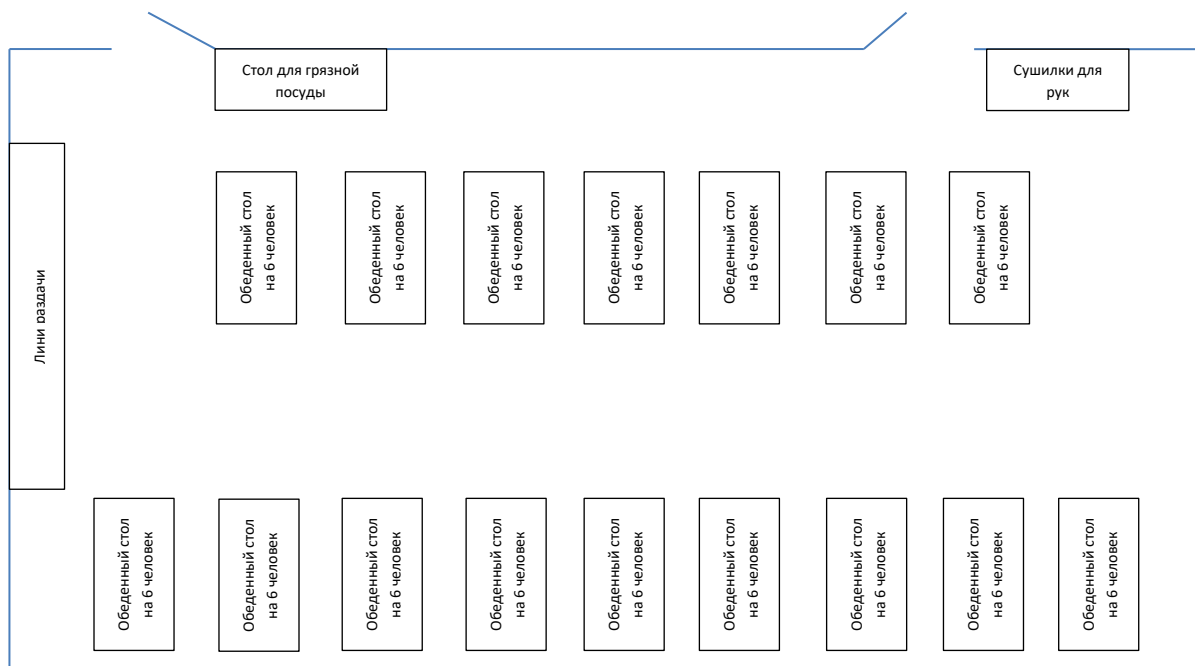 Стол для грязной
посуды
Сушилки для
рук
Лини раздачи
Обеденный стол
на 6 человек
Обеденный стол
на 6 человек
Обеденный стол
на 6 человек
Обеденный стол
на 6 человек
Обеденный стол
на 6 человек
Обеденный стол
на 6 человек
Обеденный стол
на 6 человек
Обеденный стол
на 6 человек
Обеденный стол
на 6 человек
Обеденный стол
на 6 человек
Обеденный стол
на 6 человек
Обеденный стол
на 6 человек
Обеденный стол
на 6 человек
Обеденный стол
на 6 человек
Обеденный стол
на 6 человек
Обеденный стол
на 6 человек